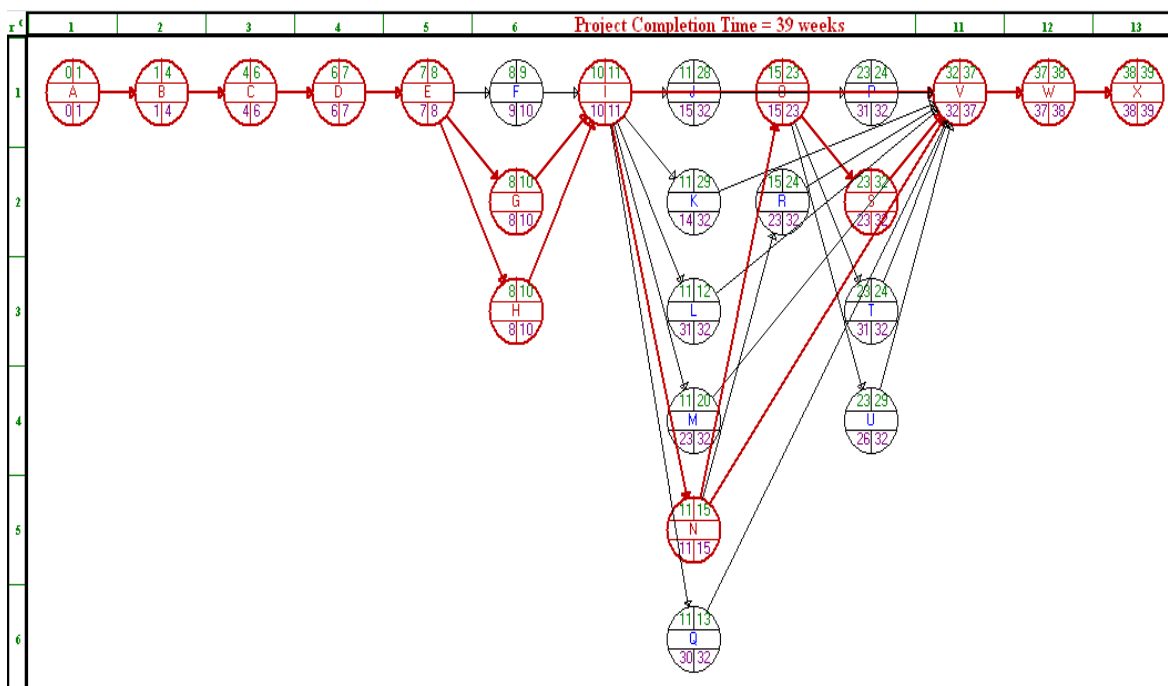 r c 1 2 3 4 5 6 Project Completion Time = 39 weeks 11 12 13
0 1 1 4 4 6 6 7 7 8 8 9 10 11 11 28 15 23 23 24 32 37 37 38 38 39
1 A B C D E F I J O P V W X
0 1 1 4 4 6 6 7 7 8 9 10 10 11 15 32 15 23 31 32 32 37 37 38 38 39
8 10 11 29 15 24 23 32
2 G K R S
8 10 14 32 23 32 23 32
8 10 11 12 23 24
3 H L T
8 10 31 32 31 32
11 20 23 29
4 M U
23 32 26 32
11 15
5 N
11 15
11 13
6 Q
30 32